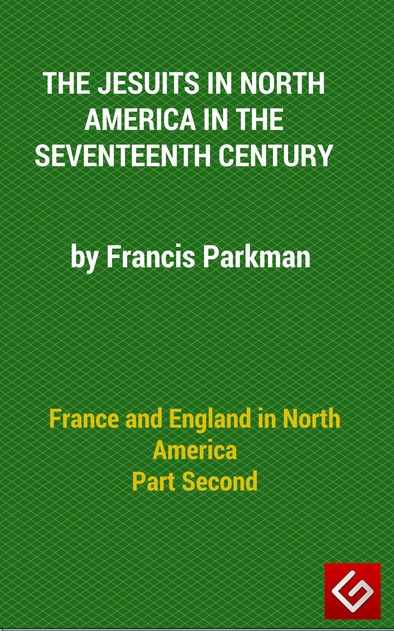 THE JESUITS IN NORTH
AMERICA IN THE
SEVENTEENTH CENTURY
by Francis Parkman
France and England in North
America
Part Second